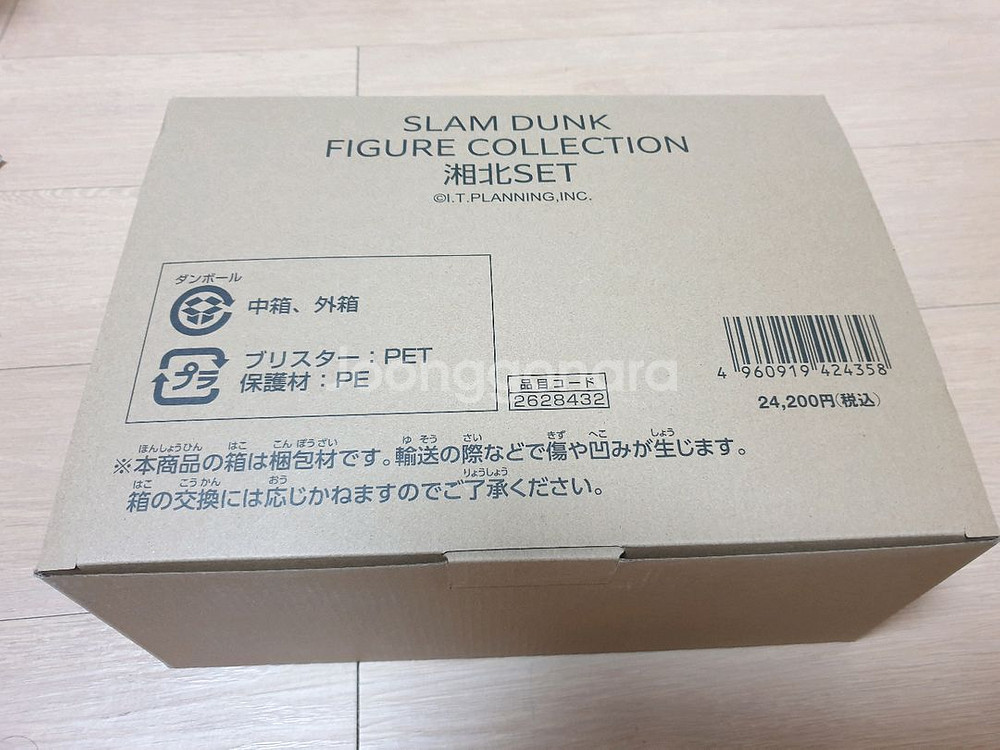 SLAM DUNK
FIGURE COLLECTION
湘北SET
©I.T.PLANNING,INC.
ダンボール
中箱、外箱
プラ
ブリスター：PET
保護材：PE
品目コード
2628432
4 960919 424358
24,200円(税込)
ほんしょうひん はこ こん ぽうざい ゆ そう さい きず へこ しょう
※本商品の箱は梱包材です。輸送の際などで傷や凹みが生じます。
はこ こうかん おう りょうしょう
箱の交換には応じかねますのでご了承ください。